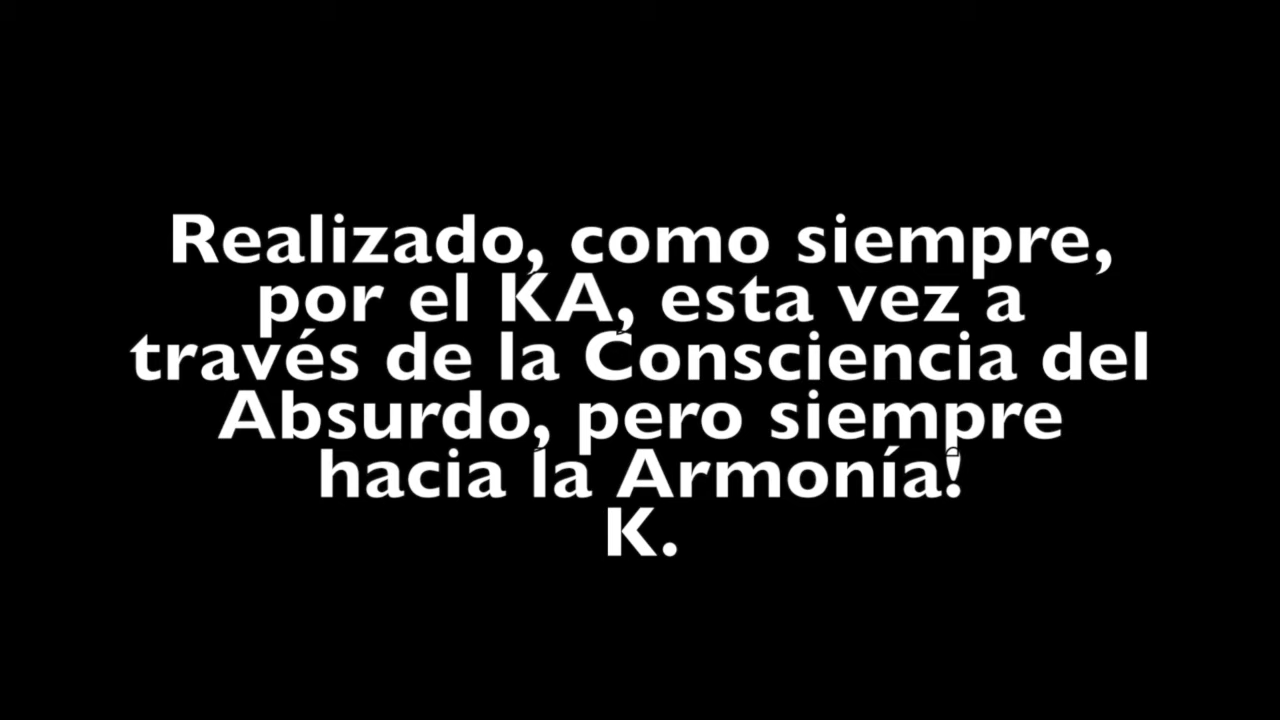 Realizado, como siempre,
por el KA, esta vez a
través de la Consciencia del
Absurdo, pero siempre
hacia la Armonía!
K.